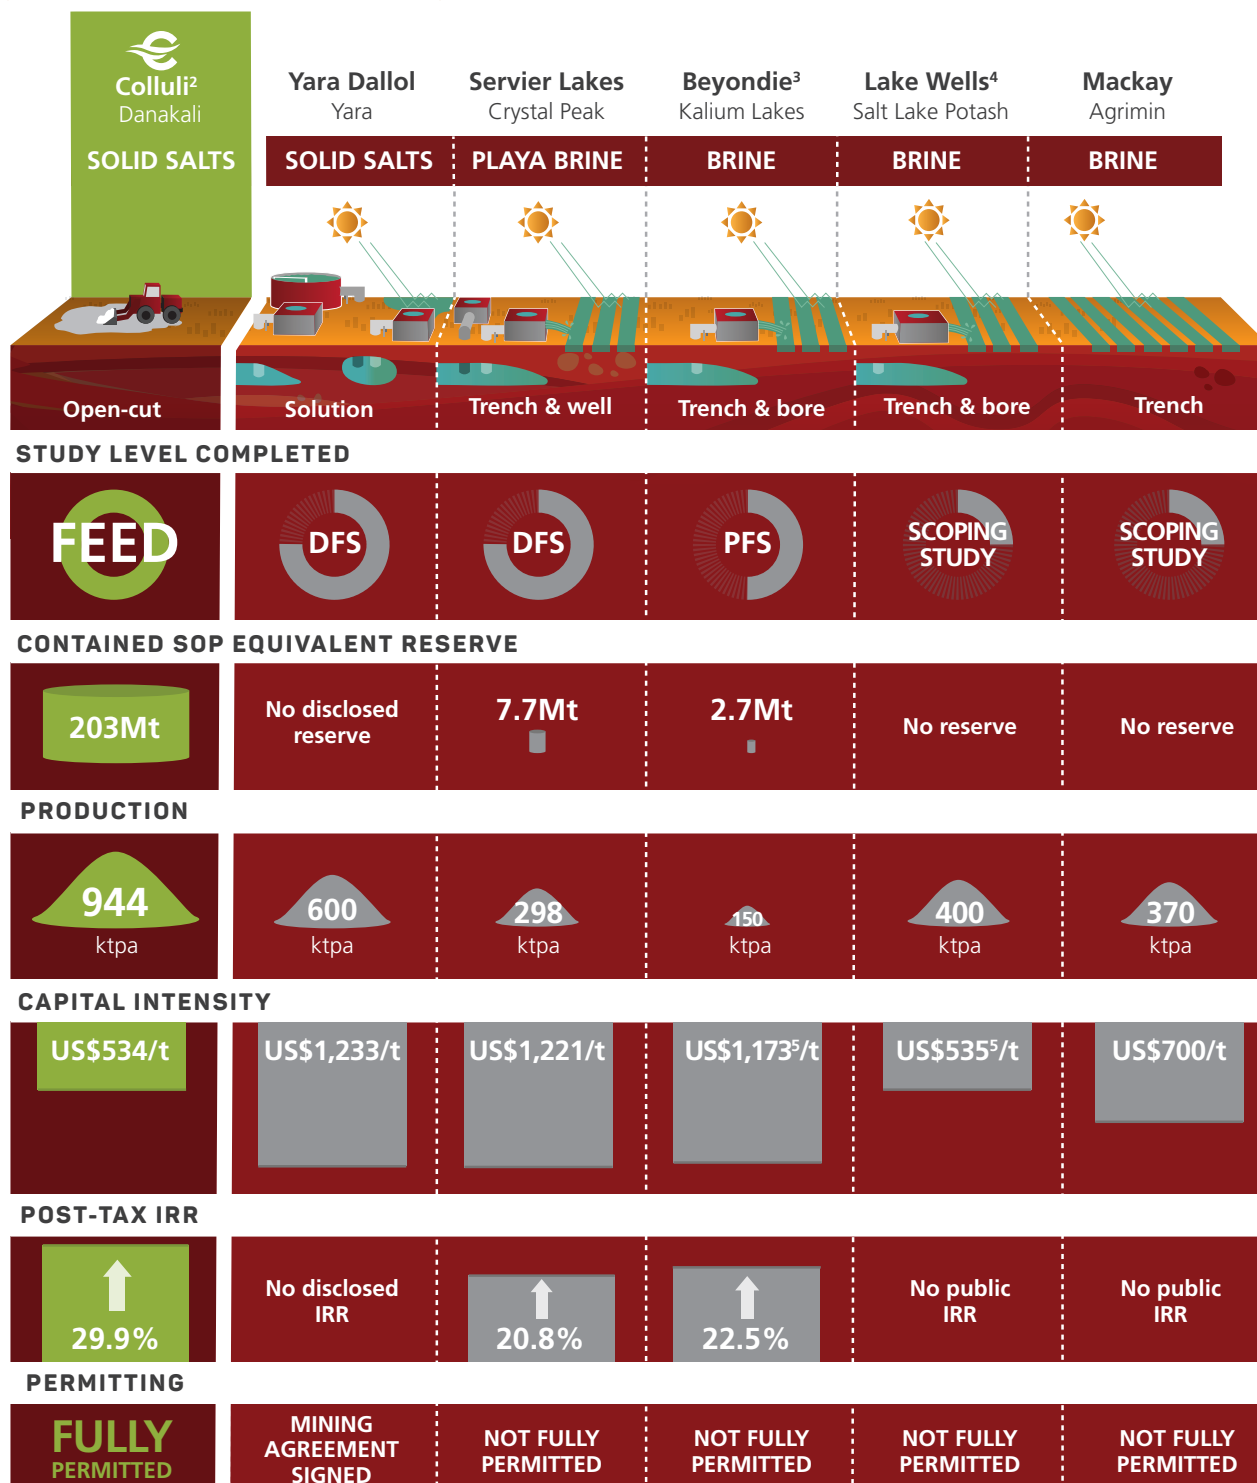 Colluli²
Danakali
SOLID SALTS
Yara Dallol
Yara
SOLID SALTS
Servier Lakes
Crystal Peak
PLAYA BRINE
Beyondie³
Kalium Lakes
BRINE
Lake Wells⁴
Salt Lake Potash
BRINE
Mackay
Agrimin
BRINE
Open-cut
Solution
Trench & well
Trench & bore
Trench & bore
Trench
STUDY LEVEL COMPLETED
FEED
DFS
DFS
PFS
SCOPING
STUDY
SCOPING
STUDY
CONTAINED SOP EQUIVALENT RESERVE
203Mt
No disclosed
reserve
7.7Mt
2.7Mt
No reserve
No reserve
PRODUCTION
944
ktpa
600
ktpa
298
ktpa
150
ktpa
400
ktpa
370
ktpa
CAPITAL INTENSITY
US$534/t
US$1,233/t
US$1,221/t
US$1,173⁵/t
US$535⁵/t
US$700/t
POST-TAX IRR
29.9%
No disclosed
IRR
20.8%
22.5%
No public
IRR
No public
IRR
PERMITTING
FULLY
PERMITTED
MINING
AGREEMENT
SIGNED
NOT FULLY
PERMITTED
NOT FULLY
PERMITTED
NOT FULLY
PERMITTED
NOT FULLY
PERMITTED